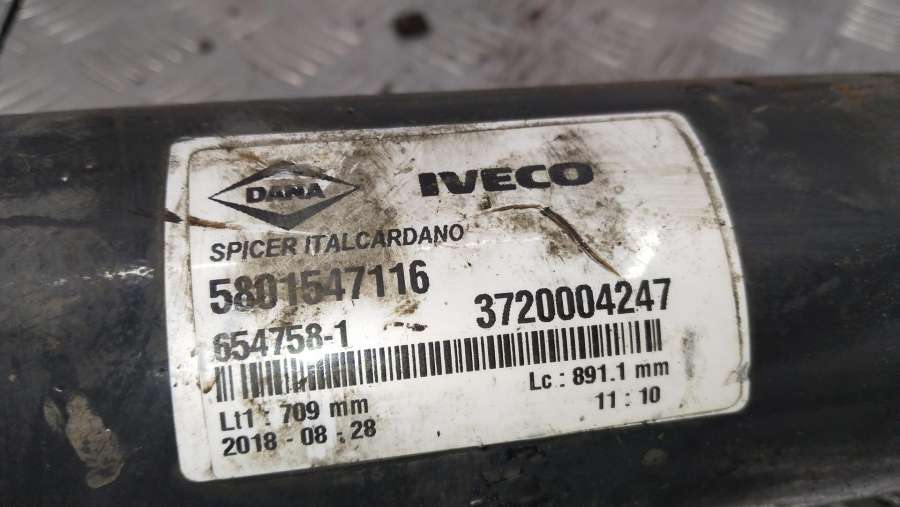 DANA IVECO
SPICER ITALCARDANO
5801547116
3720004247
654758-1
Lt1 : 709 mm
Lc : 891.1 mm
2018 - 08 - 28
11 : 10